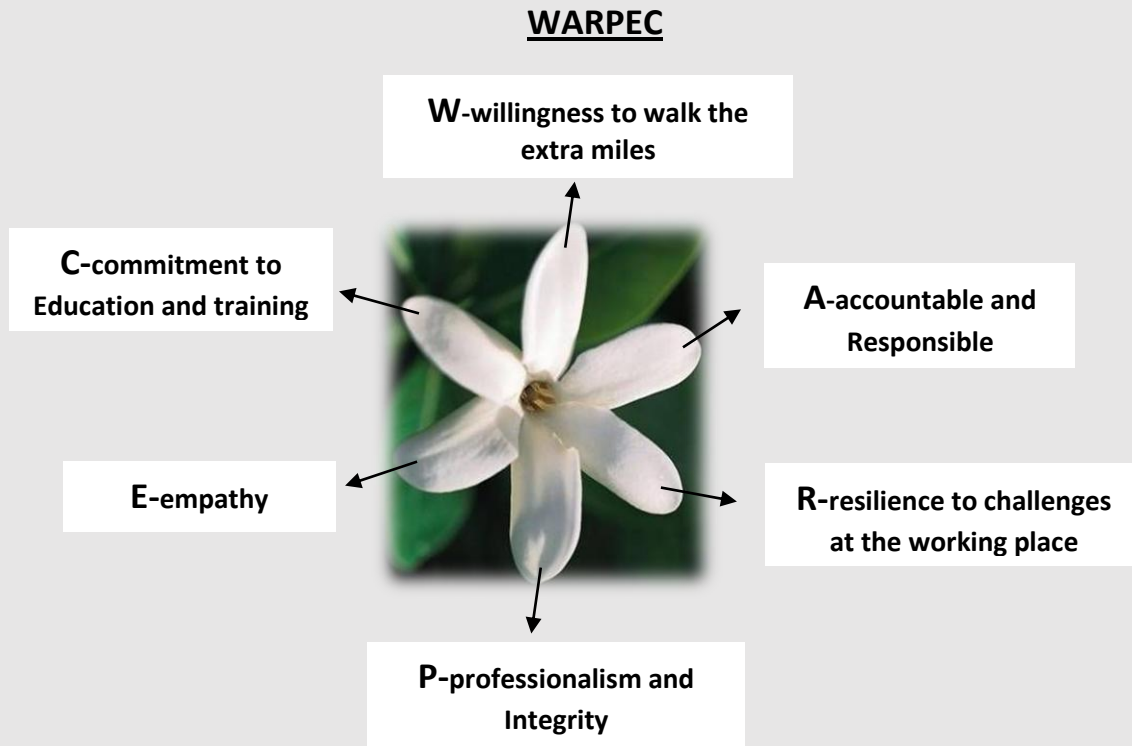 WARPEC
W-willingness to walk the
extra miles
A-accountable and
Responsible
R-resilience to challenges
at the working place
P-professionalism and
Integrity
E-empathy
C-commitment to
Education and training